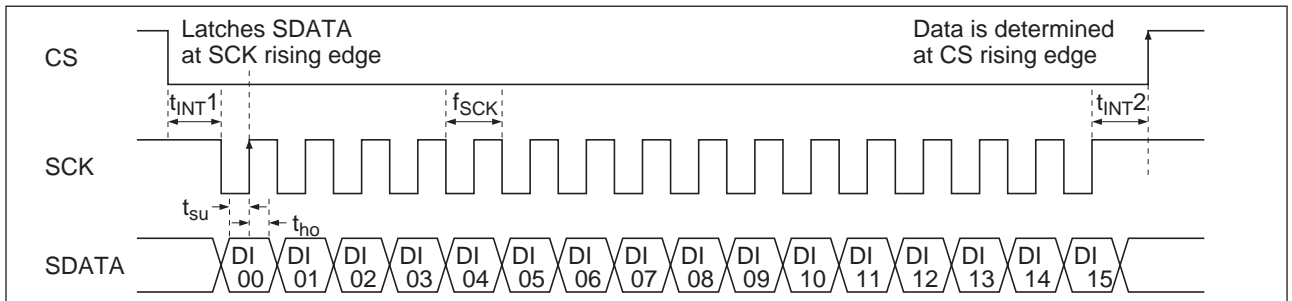 Latches SDATA
at SCK rising edge
Data is determined
at CS rising edge
CS
tINT1
fSCK
tINT2
SCK
tsu
tho
SDATA
DI 00
DI 01
DI 02
DI 03
DI 04
DI 05
DI 06
DI 07
DI 08
DI 09
DI 10
DI 11
DI 12
DI 13
DI 14
DI 15